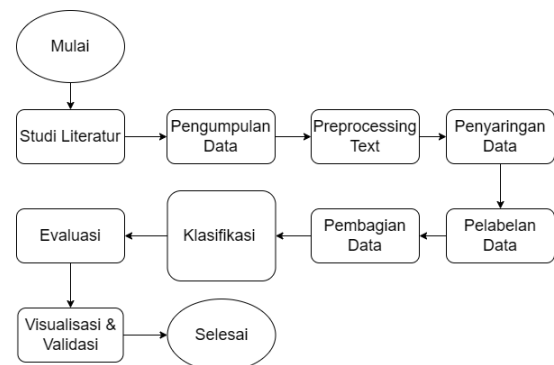 Mulai
Studi Literatur
Pengumpulan
Data
Preprocessing
Text
Penyaringan
Data
Pelabelan
Data
Pembagian
Data
Klasifikasi
Evaluasi
Visualisasi &
Validasi
Selesai